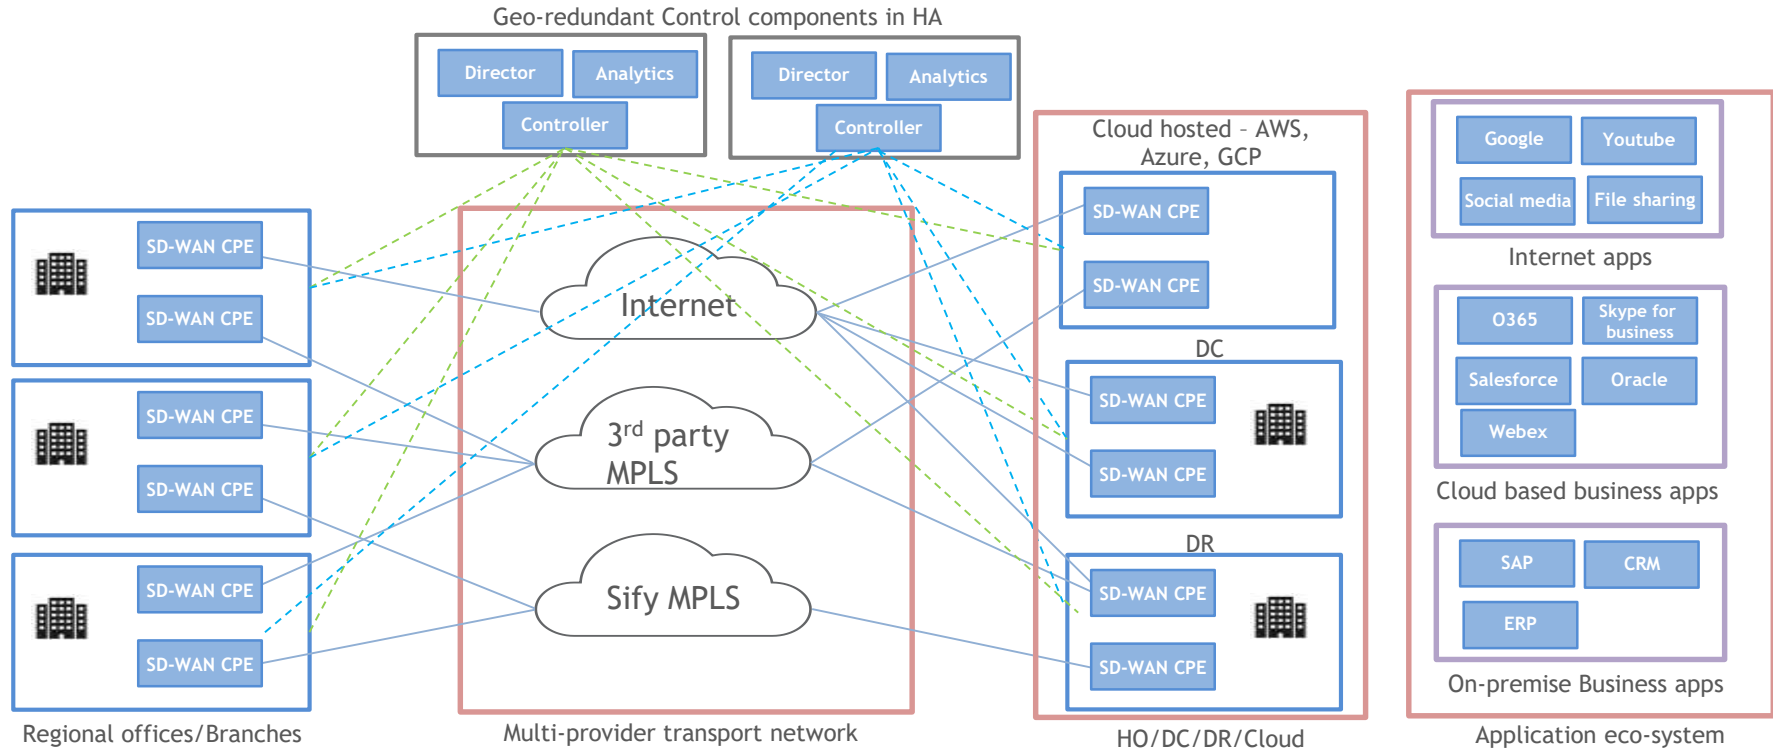 Geo-redundant Control components in HA
Director
Analytics
Controller
Director
Analytics
Controller
SD-WAN CPE
SD-WAN CPE
SD-WAN CPE
SD-WAN CPE
SD-WAN CPE
SD-WAN CPE
Regional offices/Branches
Internet
3rd party
MPLS
Sify MPLS
Multi-provider transport network
Cloud hosted – AWS,
Azure, GCP
SD-WAN CPE
SD-WAN CPE
DC
SD-WAN CPE
SD-WAN CPE
DR
SD-WAN CPE
SD-WAN CPE
HO/DC/DR/Cloud
Google
Youtube
Social media
File sharing
Internet apps
O365
Skype for
business
Salesforce
Oracle
Webex
Cloud based business apps
SAP
CRM
ERP
On-premise Business apps
Application eco-system